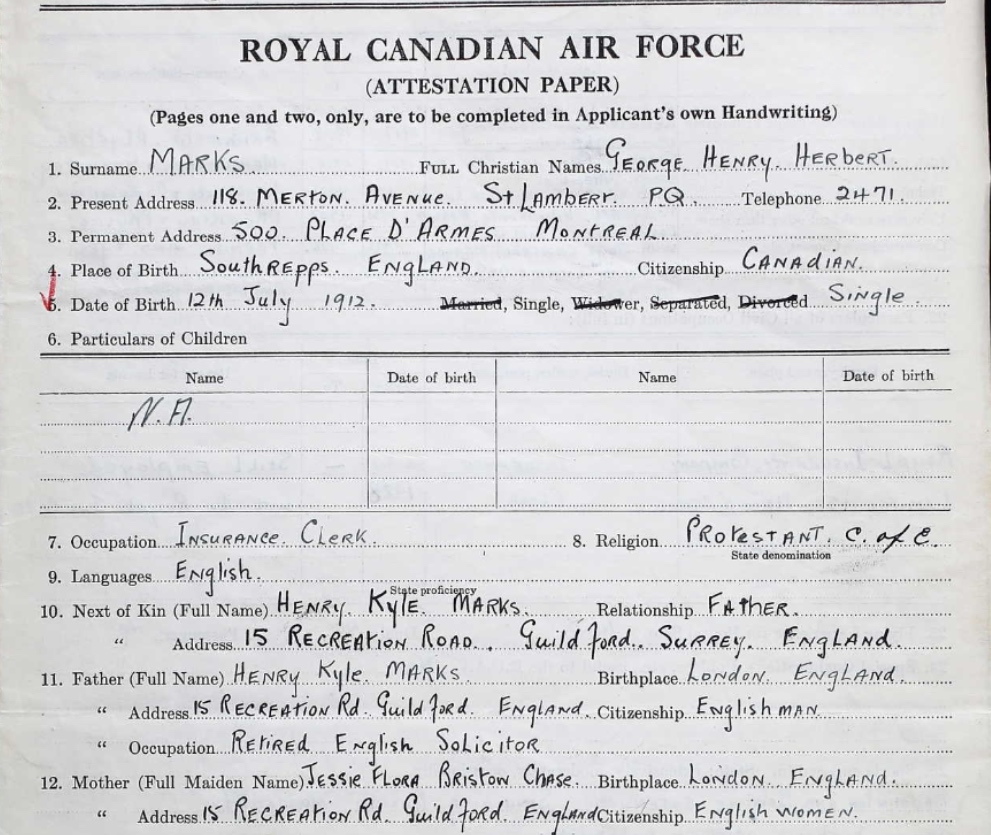 ROYAL CANADIAN AIR FORCE
(ATTESTATION PAPER)
(Pages one and two, only, are to be completed in Applicant's own Handwriting)
1. Surname MARKS. FULL Christian Names GEORGE HENRY. HERBERT.
2. Present Address 118. MERTON. AVENUE. St LAMBERT. P.Q. Telephone 2471.
3. Permanent Address 500. PLACE D'ARMES MONTREAL
4. Place of Birth SOUTHREPPS. ENGLAND. Citizenship CANADIAN.
5. Date of Birth 12th July 1912. Married, Single, Widower, Separated, Divorced Single
6. Particulars of Children
Name Date of birth Name Date of birth
N.A.
7. Occupation INSURANCE. CLERK. 8. Religion PROTESTANT. C. of E.
State denomination
9. Languages English.
State proficiency
10. Next of Kin (Full Name) HENRY. Kyle. MARKS. Relationship FATHER.
" Address 15 RECREATION ROAD. Guildford. SURREY. ENGLAND.
11. Father (Full Name) HENRY Kyle. MARKS Birthplace LONDON. ENGLAND.
" Address 15 RECREATION Rd. Guildford. ENGLAND. Citizenship ENglishMAN.
" Occupation RETIRED ENglish SOLICITOR
12. Mother (Full Maiden Name) JESSIE FLORA BRISTOW CHASE. Birthplace LONDON. ENGLAND.
" Address 15 RECREATION Rd. Guildford. ENGLAND Citizenship ENglish WOMEN.